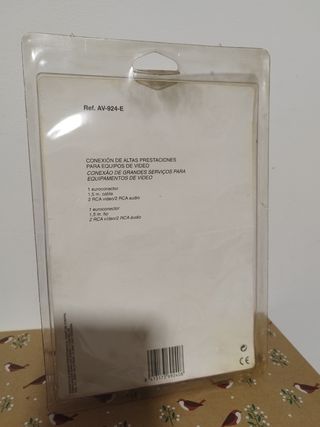 Ref. AV-924-E
CONEXIÓN DE ALTAS PRESTACIONES
PARA EQUIPOS DE VIDEO
CONEXÃO DE GRANDES SERVIÇOS PARA
EQUIPAMENTOS DE VIDEO
1 euroconector
1,5 m. cable
2 RCA video/2 RCA audio
1 euroconector
1,5 m. fio
2 RCA video/2 RCA áudio
CE